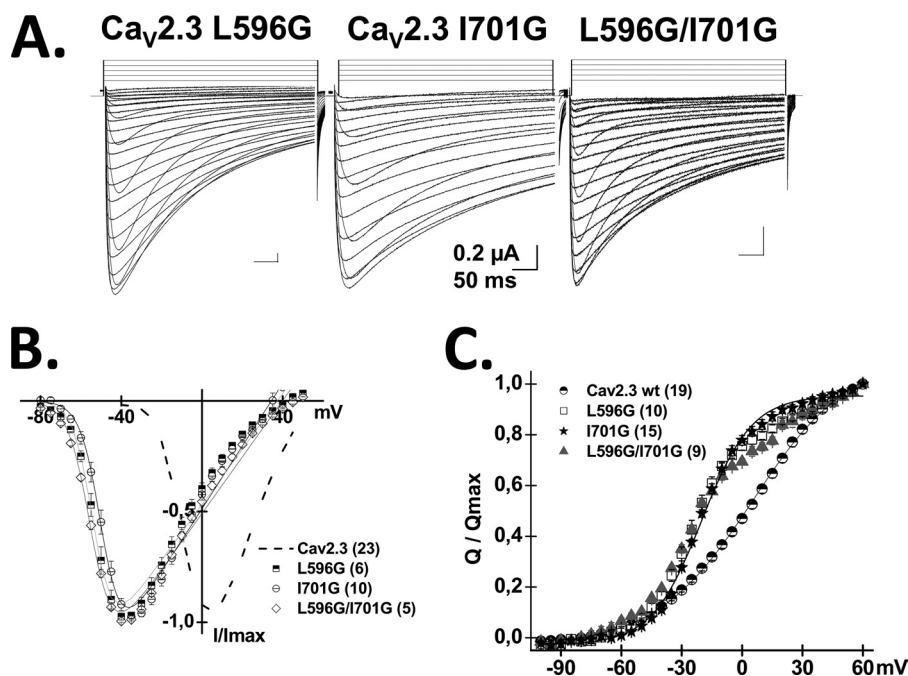 A.
CaV2.3 L596G
CaV2.3 I701G
L596G/I701G
0.2 µA
50 ms
B.
-80
-40
40
mV
-0,5
-1,0
I/Imax
Cav2.3 (23)
L596G (6)
I701G (10)
L596G/I701G (5)
C.
Cav2.3 wt (19)
L596G (10)
I701G (15)
L596G/I701G (9)
Q / Qmax
1,0
0,8
0,6
0,4
0,2
0,0
-90
-60
-30
0
30
60
mV